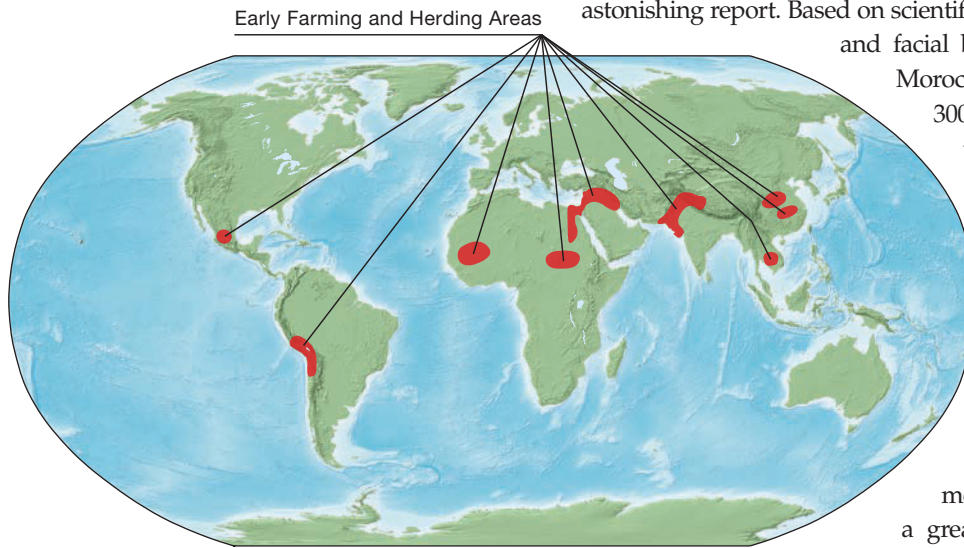 Early Farming and Herding Areas
astonishing report. Based on scientif
and facial
Moroc
300
a grea